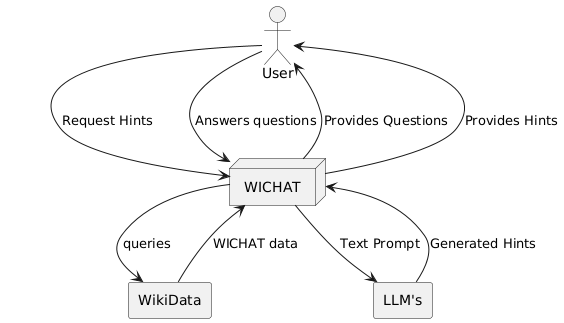 User
Request Hints
Answers questions
Provides Questions
Provides Hints
WICHAT
queries
WICHAT data
Text Prompt
Generated Hints
WikiData
LLM's